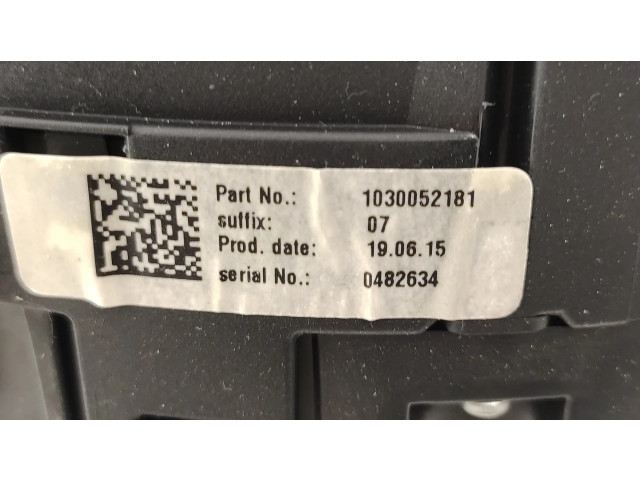 Part No.: 1030052181
suffix: 07
Prod. date: 19.06.15
serial No.: 0482634